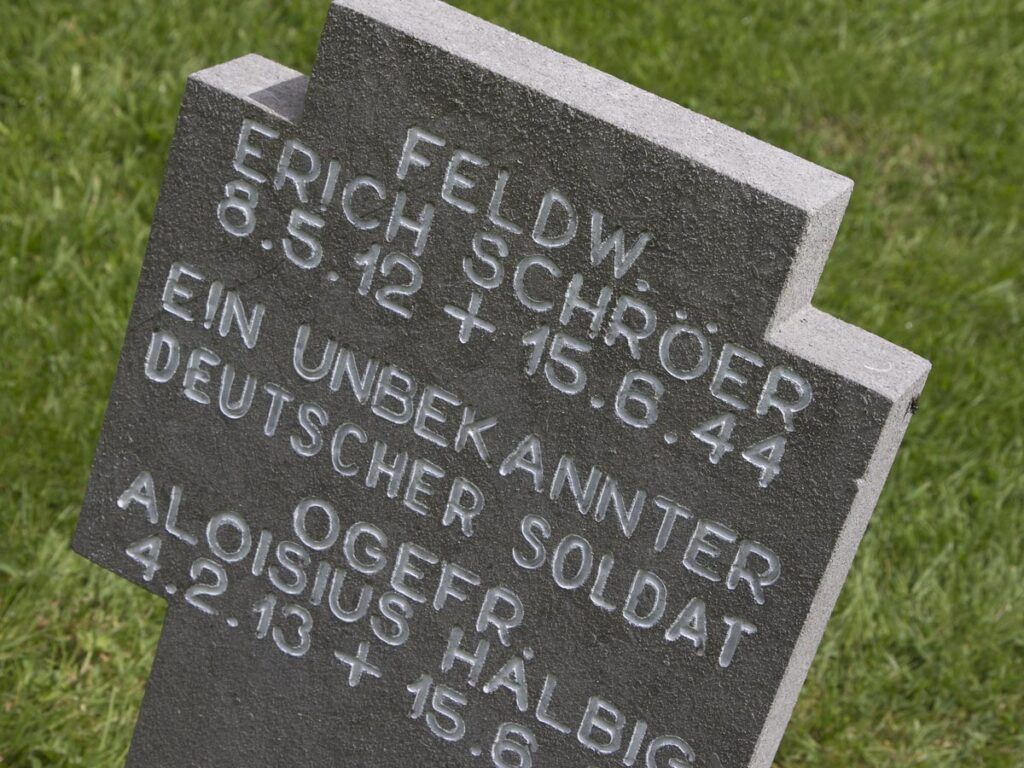 FELDW.
ERICH SCHRÖER
8.5.12 + 15.6.44
EIN UNBEKANNTER
DEUTSCHER SOLDAT
OGEFR.
ALOISIUS HÄLBIG
4.2.13 + 15.6